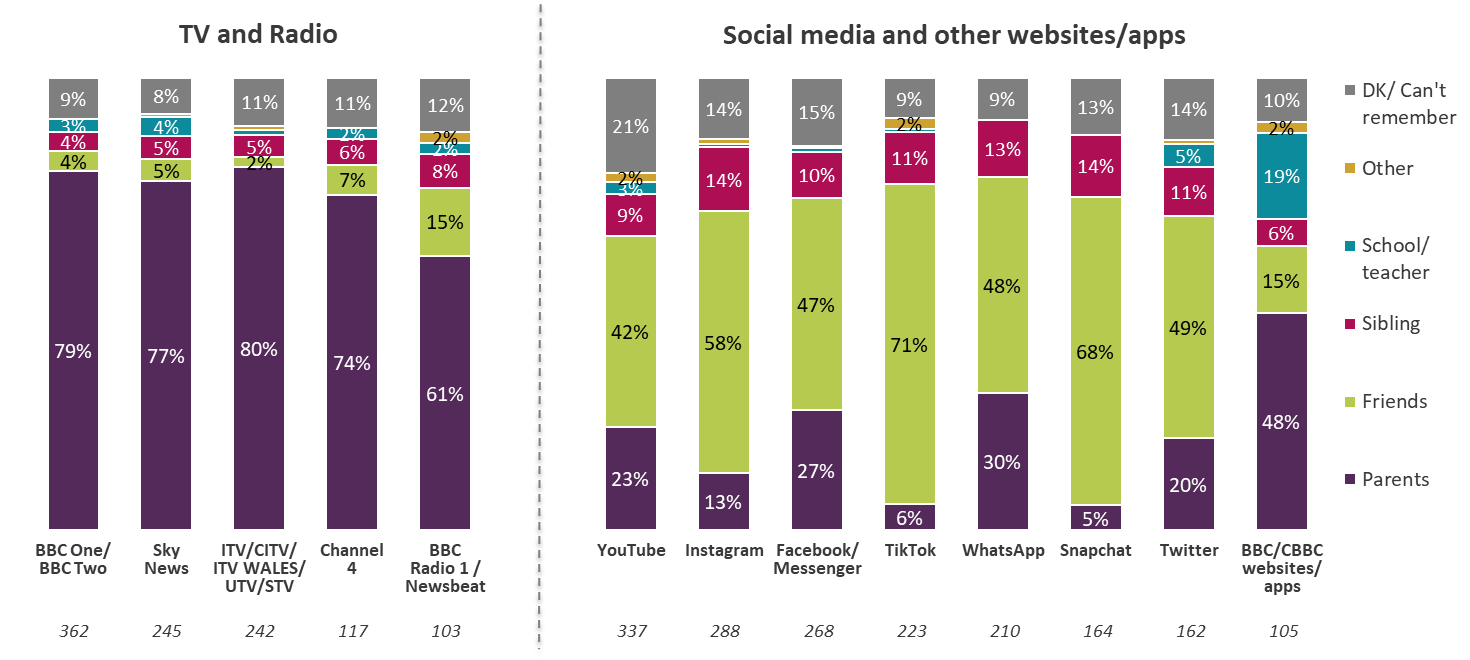 TV and Radio
Social media and other websites/apps
9%
3%
4%
4%
79%
8%
4%
5%
5%
77%
11%
5%
2%
80%
11%
2%
6%
7%
74%
12%
2%
2%
8%
15%
61%
21%
2%
3%
9%
42%
23%
14%
14%
58%
13%
15%
10%
47%
27%
9%
2%
11%
71%
6%
9%
13%
48%
30%
13%
14%
68%
5%
14%
5%
11%
49%
20%
10%
2%
19%
6%
15%
48%
DK/ Can't
remember
Other
School/
teacher
Sibling
Friends
Parents
BBC One/
BBC Two
Sky
News
ITV/CITV/
ITV WALES/
UTV/STV
Channel
4
BBC
Radio 1 /
Newsbeat
YouTube
Instagram
Facebook/
Messenger
TikTok
WhatsApp
Snapchat
Twitter
BBC/CBBC
websites/
apps
362
245
242
117
103
337
288
268
223
210
164
162
105